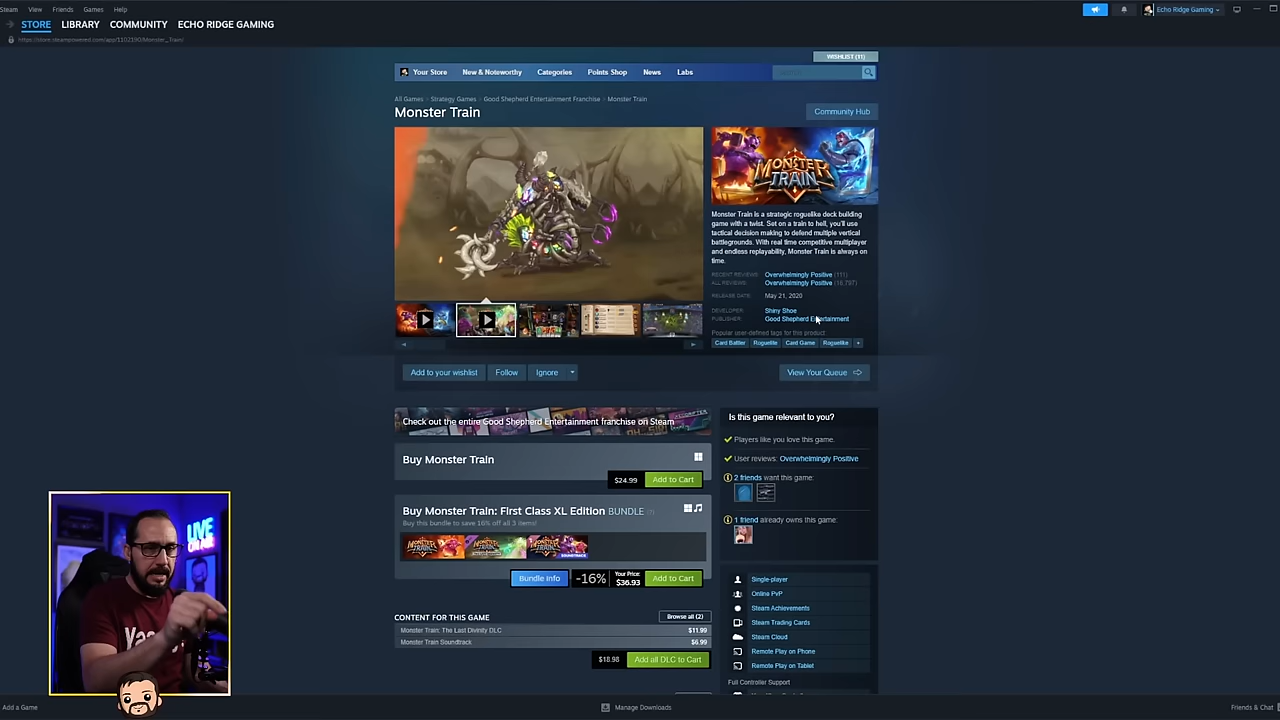 Steam View Friends Games Help
Echo Ridge Gaming
STORE LIBRARY COMMUNITY ECHO RIDGE GAMING
https://store.steampowered.com/app/1102190/Monster_Train/
WISHLIST (11)
Your Store New & Noteworthy Categories Points Shop News Labs
All Games > Strategy Games > Good Shepherd Entertainment Franchise > Monster Train
Monster Train
Community Hub
MONSTER TRAIN
Monster Train is a strategic roguelike deck building
game with a twist. Set on a train to hell, you'll use
tactical decision making to defend multiple vertical
battlegrounds. With real time competitive multiplayer
and endless replayability, Monster Train is always on
time.
RECENT REVIEWS: Overwhelmingly Positive (111)
ALL REVIEWS: Overwhelmingly Positive (16,797)
RELEASE DATE: May 21, 2020
DEVELOPER: Shiny Shoe
PUBLISHER: Good Shepherd Entertainment
Popular user-defined tags for this product:
Card Battler Roguelite Card Game Roguelike +
Add to your wishlist Follow Ignore
View Your Queue
Check out the entire Good Shepherd Entertainment franchise on Steam
Buy Monster Train
$24.99 Add to Cart
Buy Monster Train: First Class XL Edition BUNDLE (?)
Buy this bundle to save 16% off all 3 items!
Bundle info -16% Your Price: $36.93 Add to Cart
CONTENT FOR THIS GAME Browse all (2)
Monster Train: The Last Divinity DLC $11.99
Monster Train Soundtrack $6.99
$18.98 Add all DLC to Cart
Is this game relevant to you?
Players like you love this game.
User reviews: Overwhelmingly Positive
2 friends want this game:
1 friend already owns this game:
Single-player
Online PvP
Steam Achievements
Steam Trading Cards
Steam Cloud
Remote Play on Phone
Remote Play on Tablet
Full Controller Support
LIVE
Add a Game
Manage Downloads
Friends & Chat